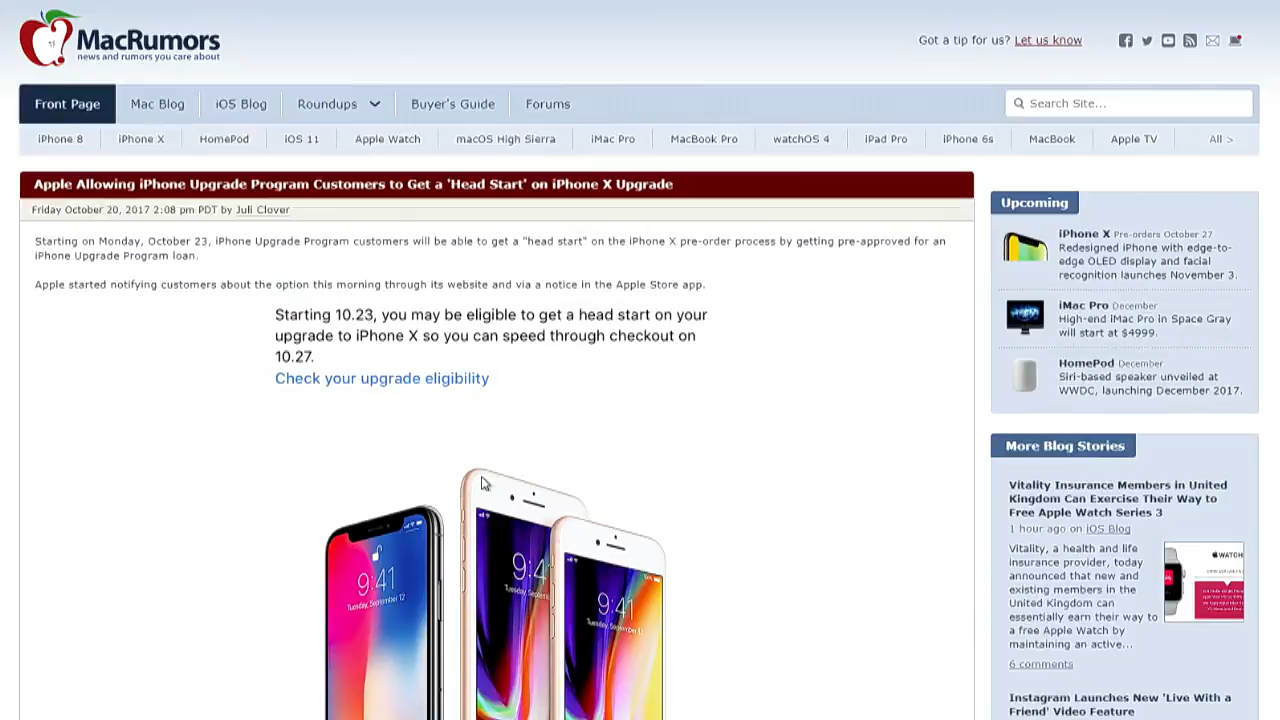 MacRumors
news and rumors you care about
Got a tip for us? Let us know
Front Page
Mac Blog
iOS Blog
Roundups
Buyer's Guide
Forums
Search Site...
iPhone 8
iPhone X
HomePod
iOS 11
Apple Watch
macOS High Sierra
iMac Pro
MacBook Pro
watchOS 4
iPad Pro
iPhone 6s
MacBook
Apple TV
All >
Apple Allowing iPhone Upgrade Program Customers to Get a 'Head Start' on iPhone X Upgrade
Friday October 20, 2017 2:08 pm PDT by Juli Clover
Starting on Monday, October 23, iPhone Upgrade Program customers will be able to get a "head start" on the iPhone X pre-order process by getting pre-approved for an
iPhone Upgrade Program loan.
Apple started notifying customers about the option this morning through its website and via a notice in the Apple Store app.
Starting 10.23, you may be eligible to get a head start on your
upgrade to iPhone X so you can speed through checkout on
10.27.
Check your upgrade eligibility
9:41
Tuesday, September 12
9:4
Tuesday, Septem
9:41
Tuesday, September 12
Upcoming
iPhone X Pre-orders October 27
Redesigned iPhone with edge-to-
edge OLED display and facial
recognition launches November 3.
iMac Pro December
High-end iMac Pro in Space Gray
will start at $4999.
HomePod December
Siri-based speaker unveiled at
WWDC, launching December 2017.
More Blog Stories
Vitality Insurance Members in United
Kingdom Can Exercise Their Way to
Free Apple Watch Series 3
1 hour ago on iOS Blog
Vitality, a health and life
insurance provider, today
announced that new and
existing members in the
United Kingdom can
essentially earn their way to
a free Apple Watch by
maintaining an active...
WATCH
6 comments
Instagram Launches New 'Live With a
Friend' Video Feature